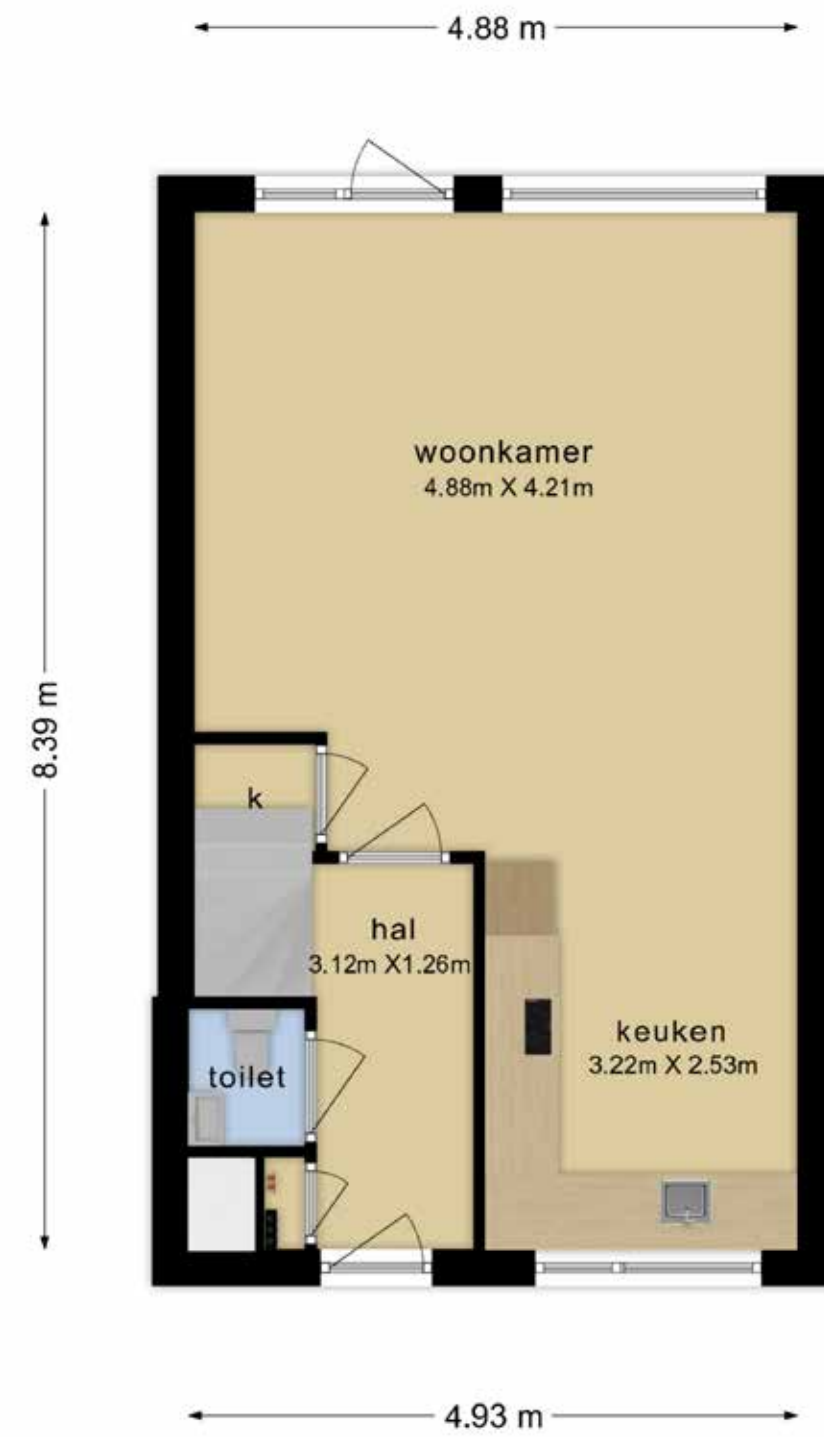 4.88 m
woonkamer
4.88m X 4.21m
8.39 m
k
hal
3.12m X1.26m
keuken
3.22m X 2.53m
toilet
4.93 m